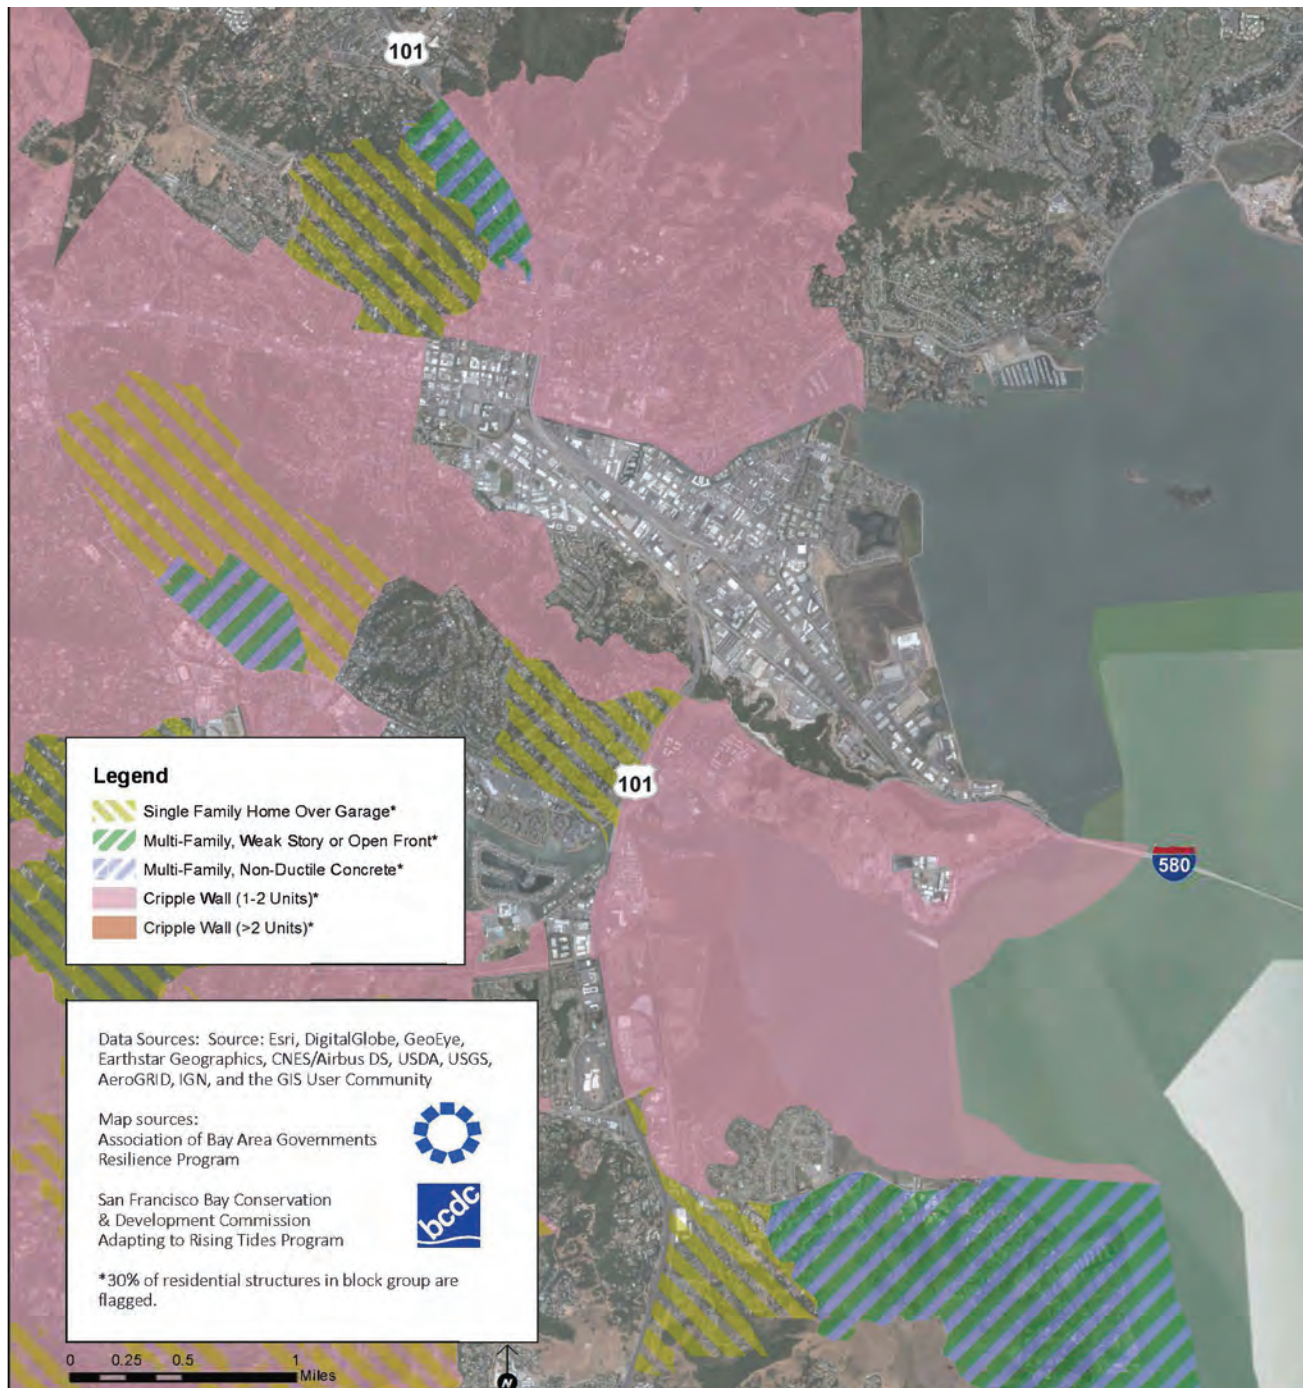 101
101
580
Legend
Single Family Home Over Garage*
Multi-Family, Weak Story or Open Front*
Multi-Family, Non-Ductile Concrete*
Cripple Wall (1-2 Units)*
Cripple Wall (>2 Units)*
Data Sources: Source: Esri, DigitalGlobe, GeoEye,
Earthstar Geographics, CNES/Airbus DS, USDA, USGS,
AeroGRID, IGN, and the GIS User Community
Map sources:
Association of Bay Area Governments
Resilience Program
San Francisco Bay Conservation
& Development Commission
Adapting to Rising Tides Program
bcdc
*30% of residential structures in block group are
flagged.
0 0.25 0.5 1
Miles
N